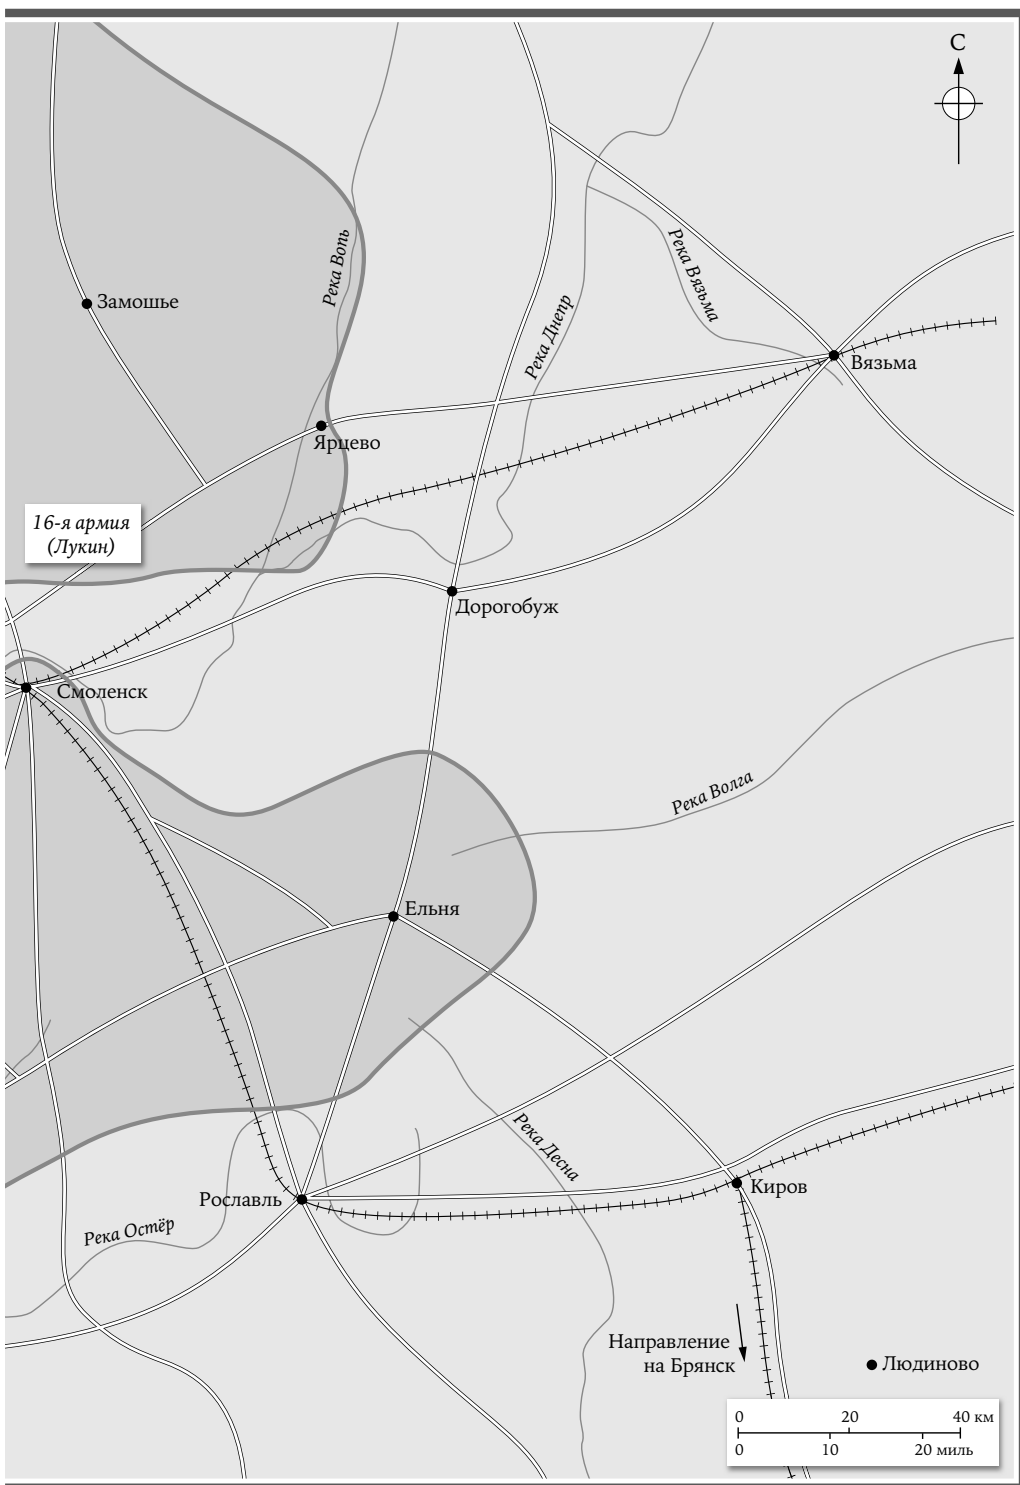 С
Река Вопь
Река Вязьма
Замошье
Река Днепр
Вязьма
Ярцево
16-я армия
(Лукин)
Дорогобуж
Смоленск
Река Волга
Ельня
Река Десна
Киров
Рославль
Река Остёр
Направление
на Брянск
Людиново
0 20 40 км
0 10 20 миль